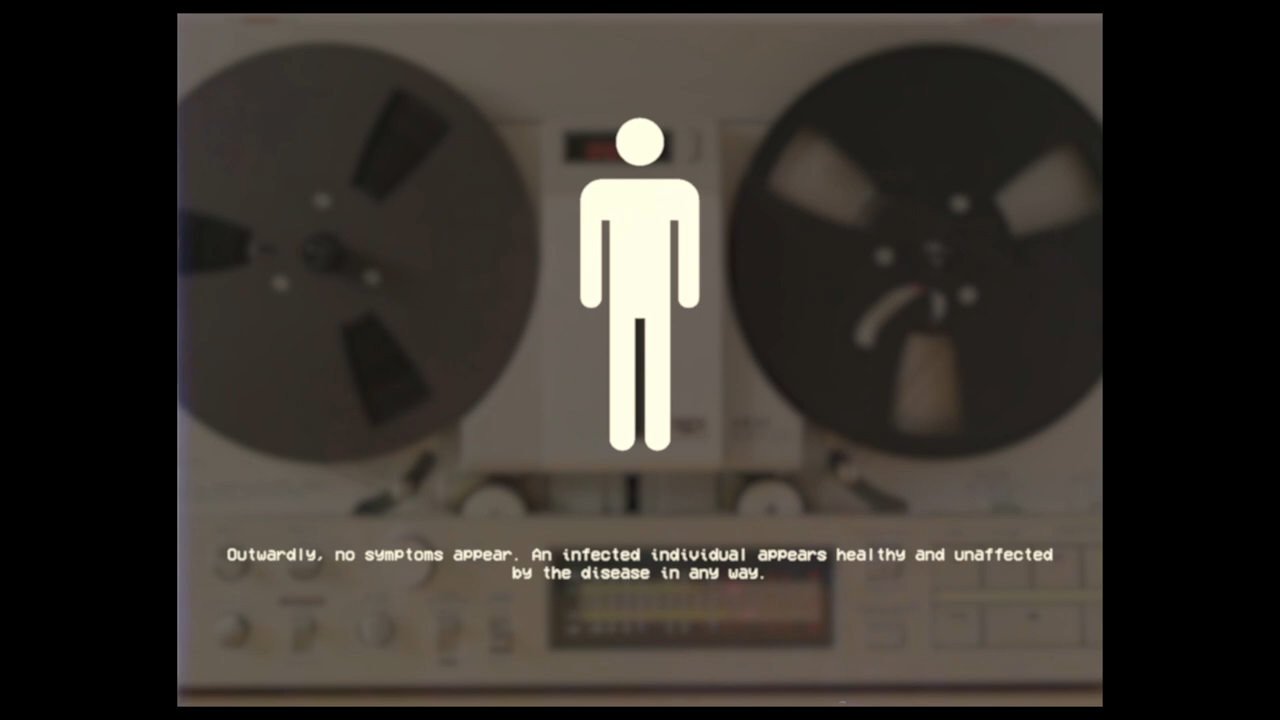 Outwardly, no symptoms appear. An infected individual appears healthy and unaffected
by the disease in any way.